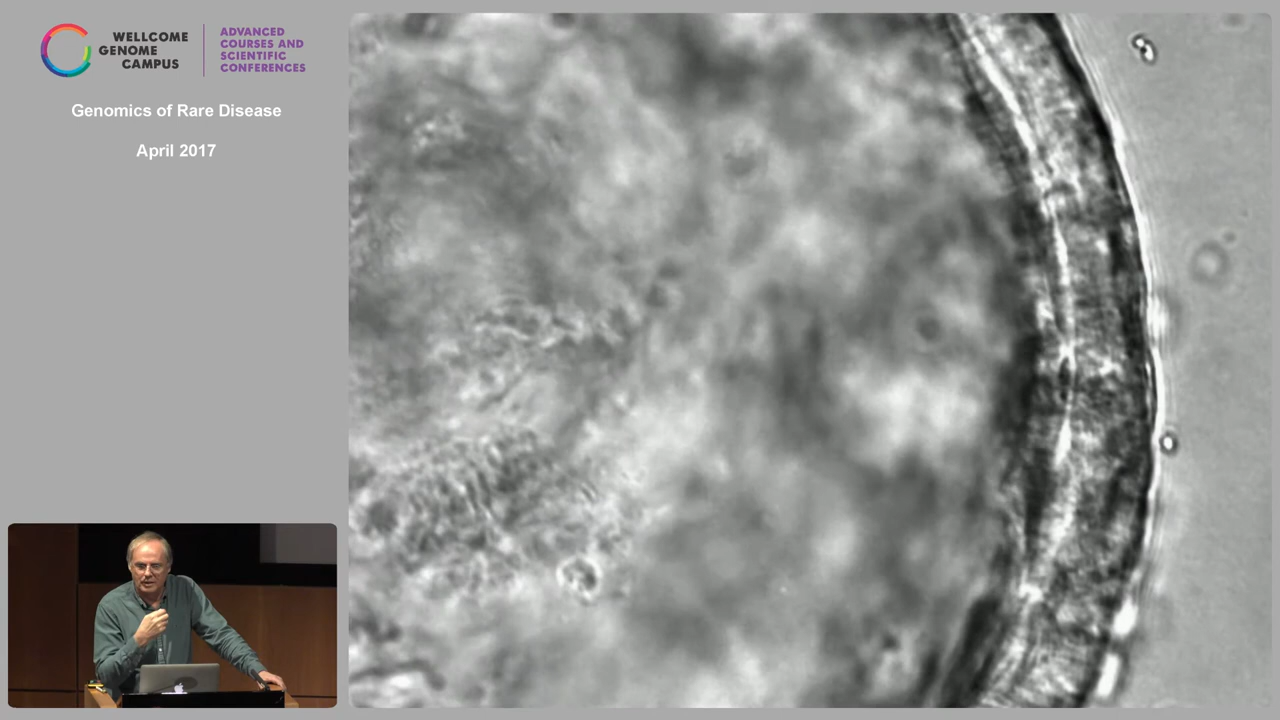 WELLCOME
GENOME
CAMPUS
ADVANCED
COURSES AND
SCIENTIFIC
CONFERENCES
Genomics of Rare Disease
April 2017